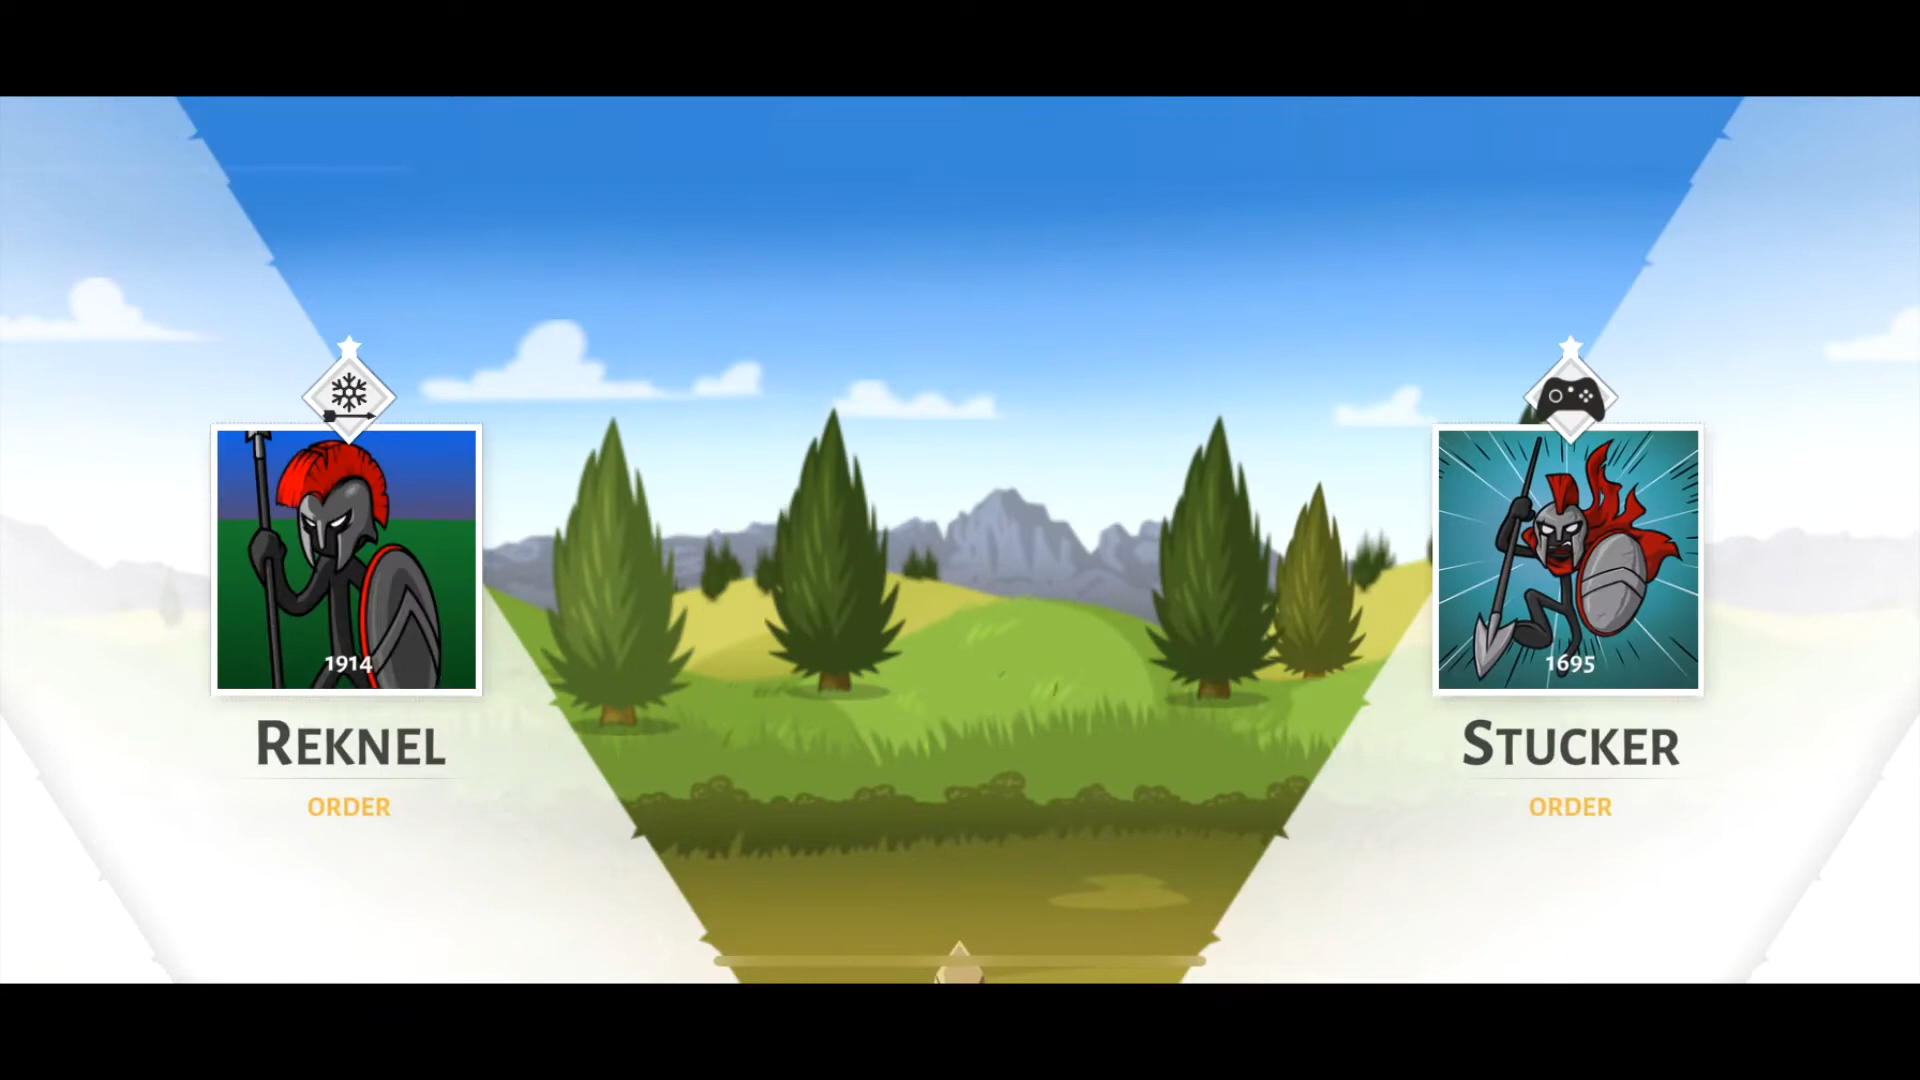 1914
REKNEL
ORDER
1695
STUCKER
ORDER